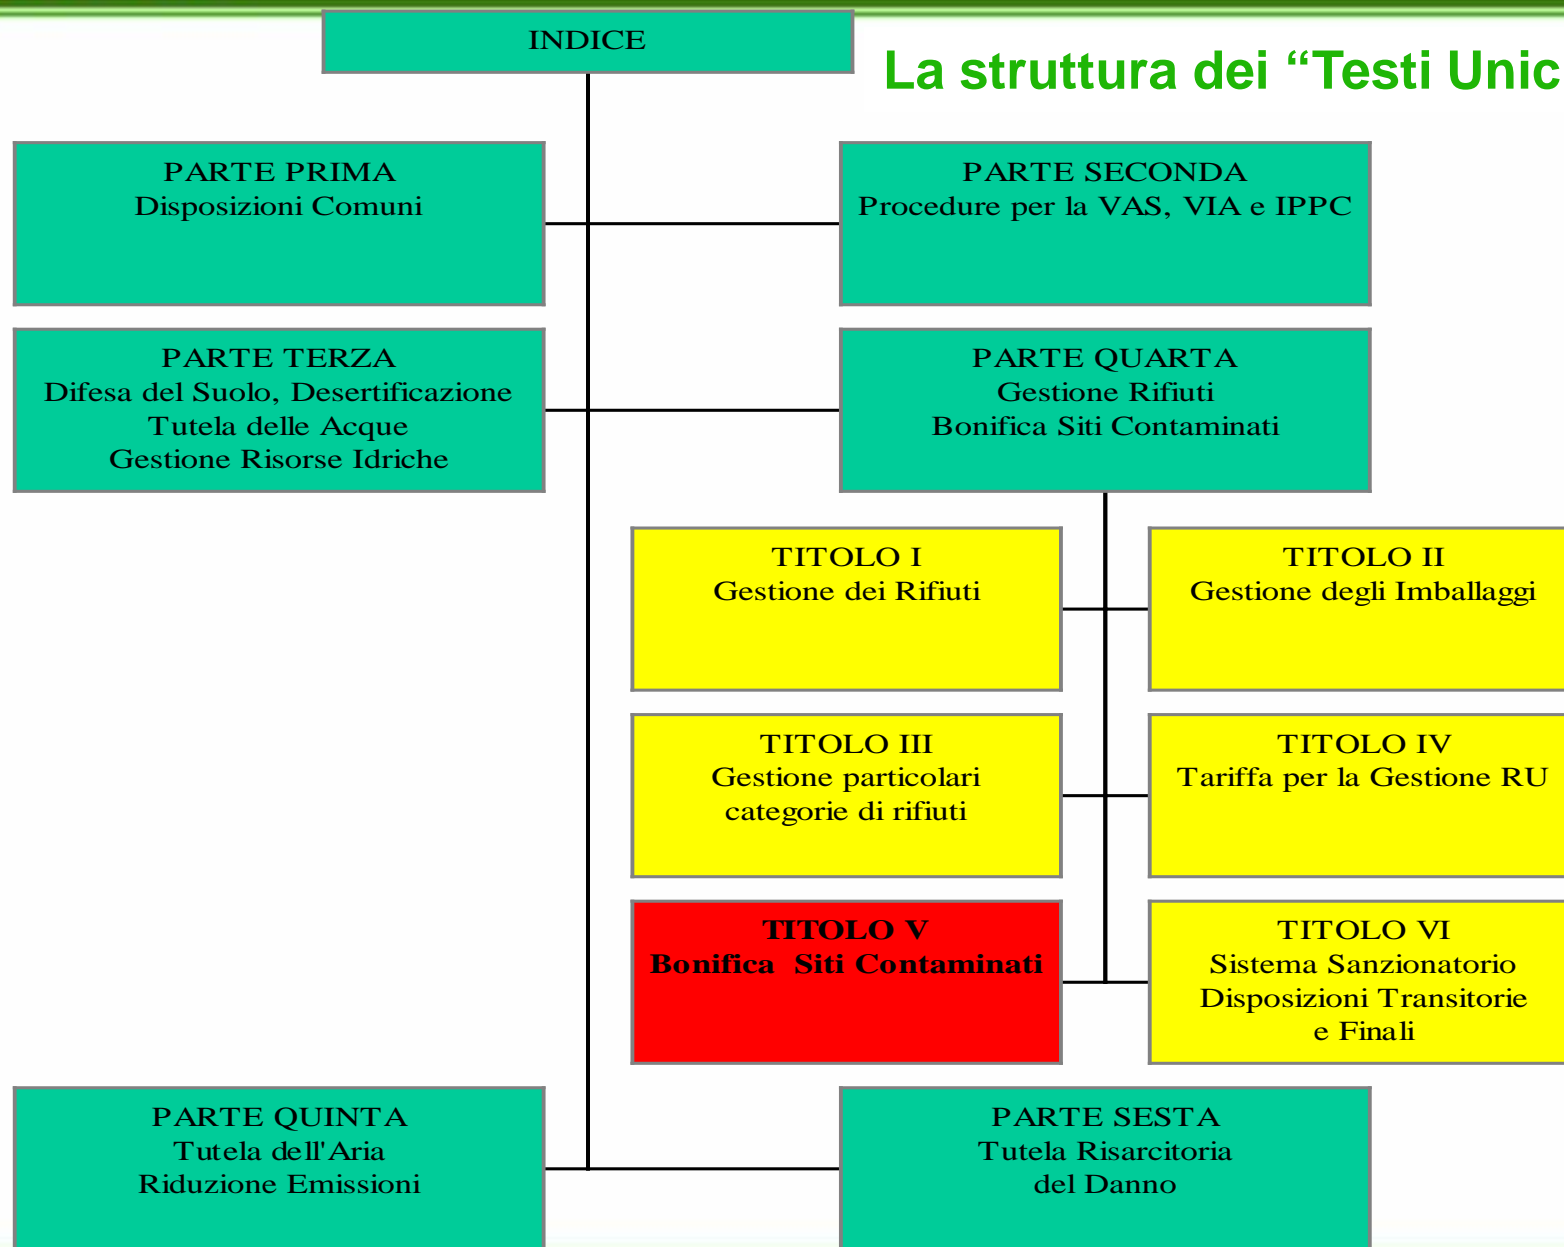 INDICE
La struttura dei “Testi Unic
PARTE PRIMA
Disposizioni Comuni
PARTE SECONDA
Procedure per la VAS, VIA e IPPC
PARTE TERZA
Difesa del Suolo, Desertificazione
Tutela delle Acque
Gestione Risorse Idriche
PARTE QUARTA
Gestione Rifiuti
Bonifica Siti Contaminati
TITOLO I
Gestione dei Rifiuti
TITOLO II
Gestione degli Imballaggi
TITOLO III
Gestione particolari
categorie di rifiuti
TITOLO IV
Tariffa per la Gestione RU
TITOLO V
Bonifica Siti Contaminati
TITOLO VI
Sistema Sanzionatorio
Disposizioni Transitorie
e Finali
PARTE QUINTA
Tutela dell'Aria
Riduzione Emissioni
PARTE SESTA
Tutela Risarcitoria
del Danno